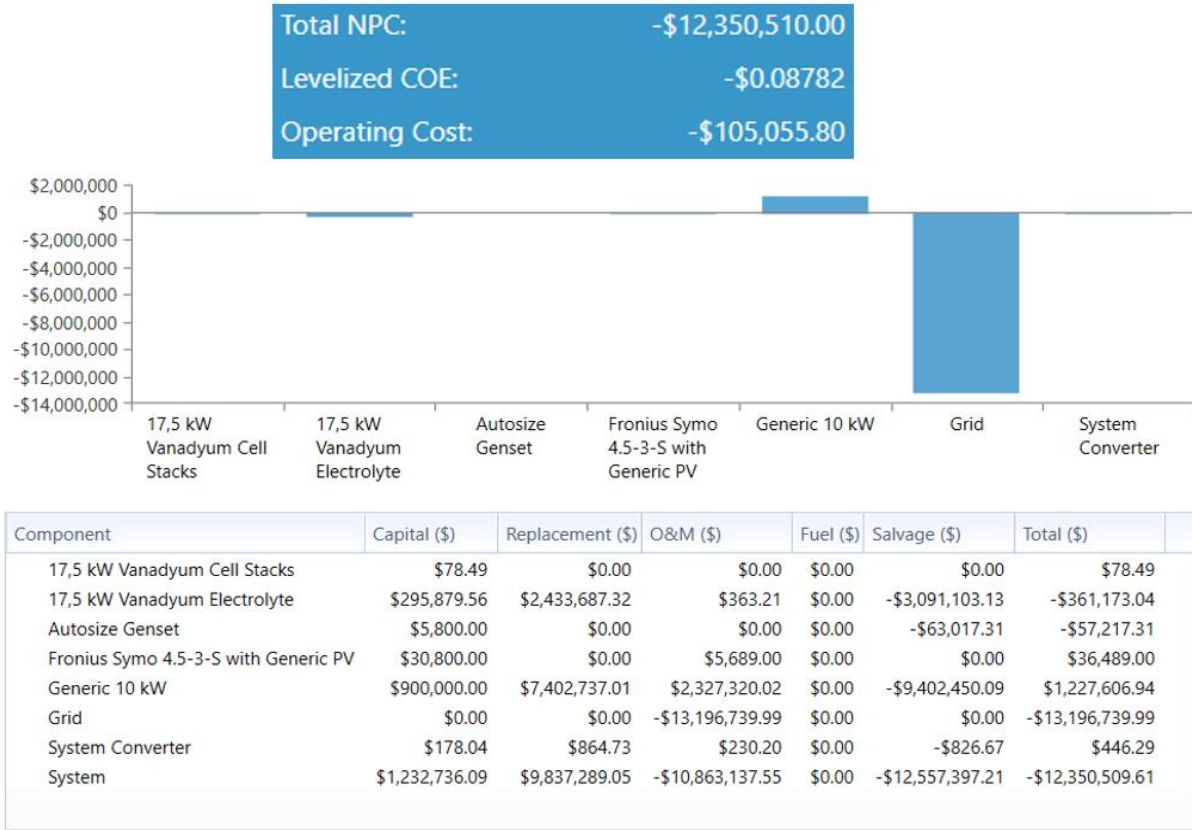 Total NPC: -$12,350,510.00
Levelized COE: -$0.08782
Operating Cost: -$105,055.80
$2,000,000
$0
-$2,000,000
-$4,000,000
-$6,000,000
-$8,000,000
-$10,000,000
-$12,000,000
-$14,000,000
17,5 kW
Vanadyum Cell
Stacks
17,5 kW
Vanadyum
Electrolyte
Autosize
Genset
Fronius Symo
4.5-3-S with
Generic PV
Generic 10 kW
Grid
System
Converter
Component Capital ($) Replacement ($) O&M ($) Fuel ($) Salvage ($) Total ($)
17,5 kW Vanadyum Cell Stacks $78.49 $0.00 $0.00 $0.00 $0.00 $78.49
17,5 kW Vanadyum Electrolyte $295,879.56 $2,433,687.32 $363.21 $0.00 -$3,091,103.13 -$361,173.04
Autosize Genset $5,800.00 $0.00 $0.00 $0.00 -$63,017.31 -$57,217.31
Fronius Symo 4.5-3-S with Generic PV $30,800.00 $0.00 $5,689.00 $0.00 $0.00 $36,489.00
Generic 10 kW $900,000.00 $7,402,737.01 $2,327,320.02 $0.00 -$9,402,450.09 $1,227,606.94
Grid $0.00 $0.00 -$13,196,739.99 $0.00 $0.00 -$13,196,739.99
System Converter $178.04 $864.73 $230.20 $0.00 -$826.67 $446.29
System $1,232,736.09 $9,837,289.05 -$10,863,137.55 $0.00 -$12,557,397.21 -$12,350,509.61